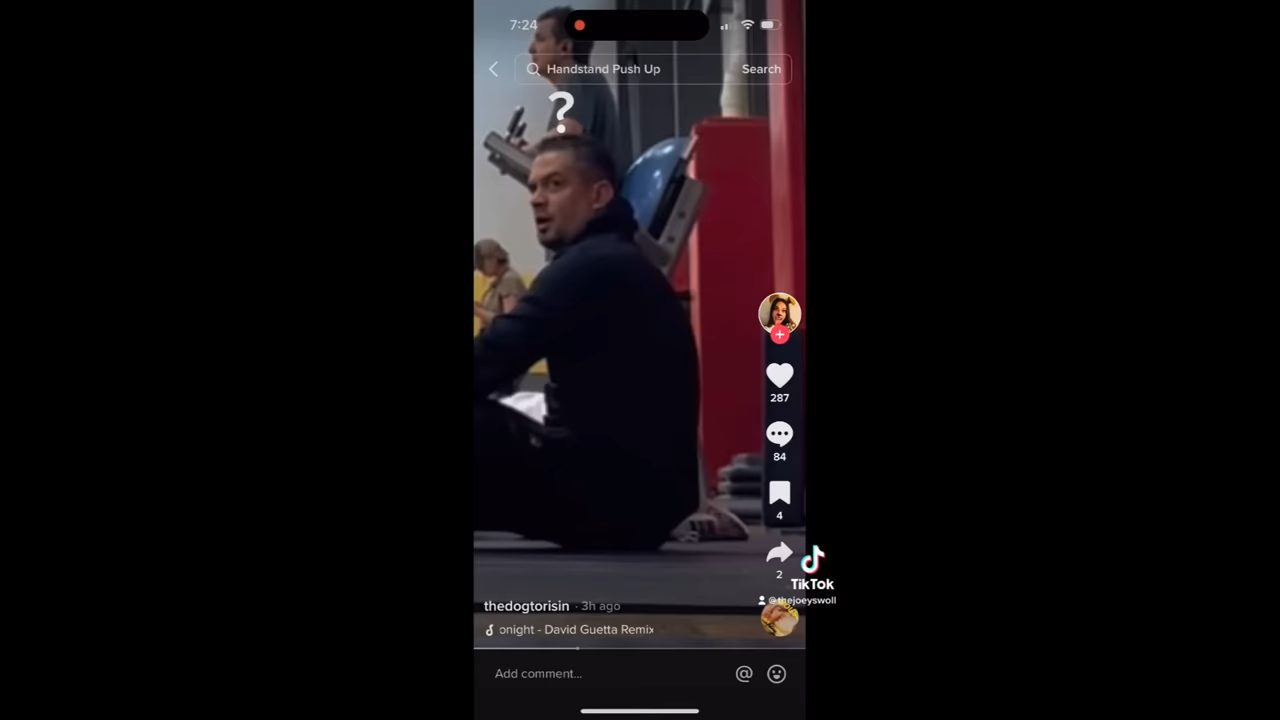 7:24
Handstand Push Up
Search
?
287
84
4
2
TikTok
@thejoeyswoll
thedogtorisin · 3h ago
onight - David Guetta Remix
Add comment...
@